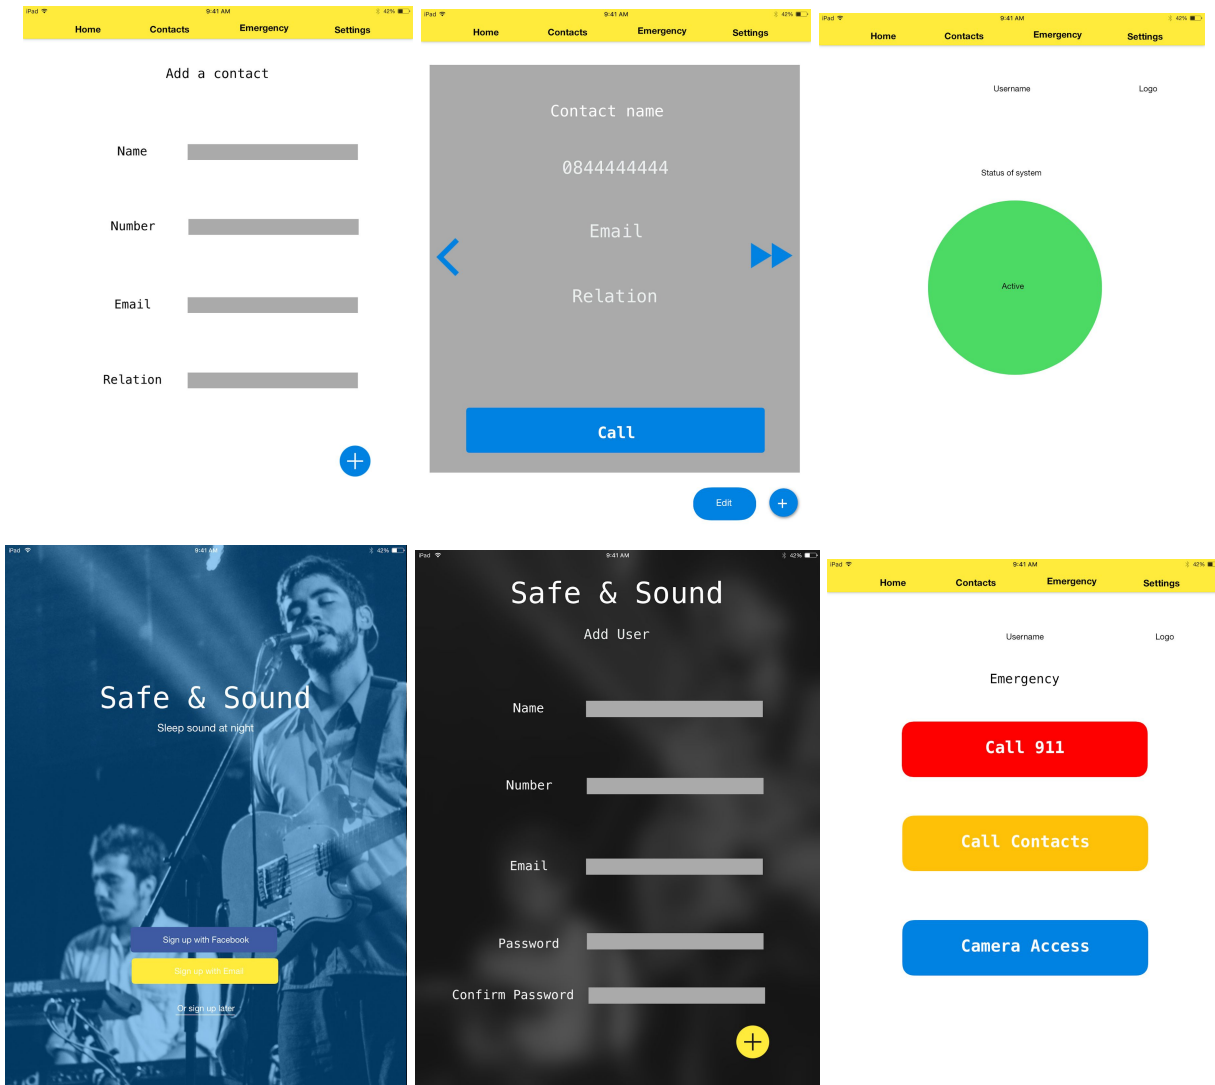 iPad 9:41 AM 42%
Home Contacts Emergency Settings
Add a contact
Name
Number
Email
Relation
iPad 9:41 AM 42%
Home Contacts Emergency Settings
Contact name
0844444444
Email
Relation
Call
Edit
iPad 9:41 AM 42%
Home Contacts Emergency Settings
Username Logo
Status of system
Active
iPad 9:41 AM 42%
Safe & Sound
Sleep sound at night
KORG
Sign up with Facebook
Sign up with Email
Or sign up later
iPad 9:41 AM 42%
Safe & Sound
Add User
Name
Number
Email
Password
Confirm Password
iPad 9:41 AM 42%
Home Contacts Emergency Settings
Username Logo
Emergency
Call 911
Call Contacts
Camera Access